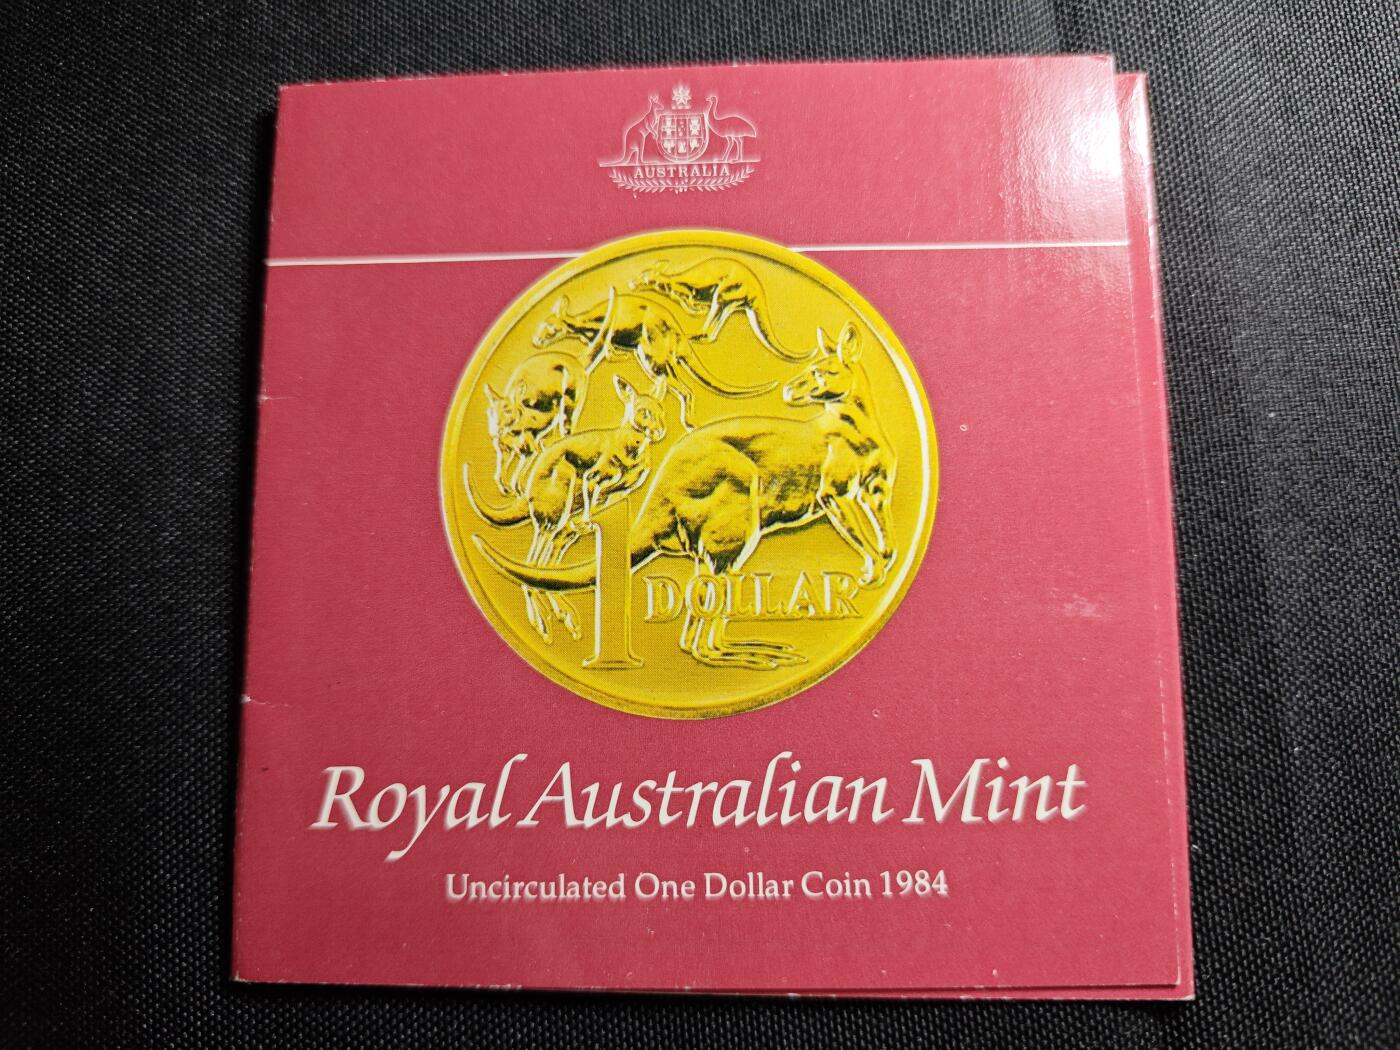 AUSTRALIA
1 DOLLAR
Royal Australian Mint
Uncirculated One Dollar Coin 1984